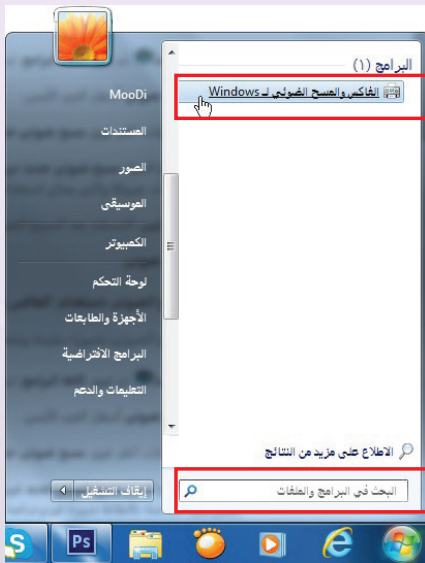 البرامج (١)
الفاكس والمسح الضوئي لـ Windows
الاطلاع على مزيد من النتائج
البحث في البرامج والملفات
MooDi
المستندات
الصور
الموسيقى
الكمبيوتر
لوحة التحكم
الأجهزة والطابعات
البرامج الافتراضية
التعليمات والدعم
إيقاف التشغيل
S
Ps